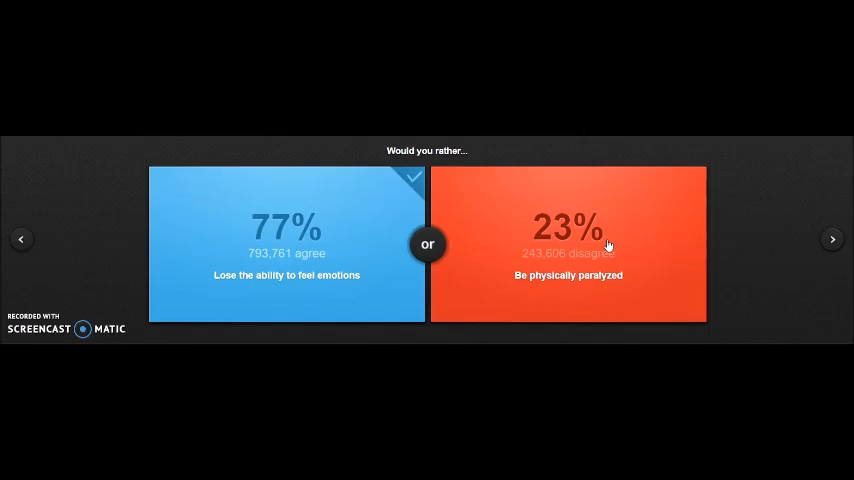 Would you rather...
77%
793,761 agree
Lose the ability to feel emotions
or
23%
243,606 disagree
Be physically paralyzed
RECORDED WITH
SCREENCAST MATIC